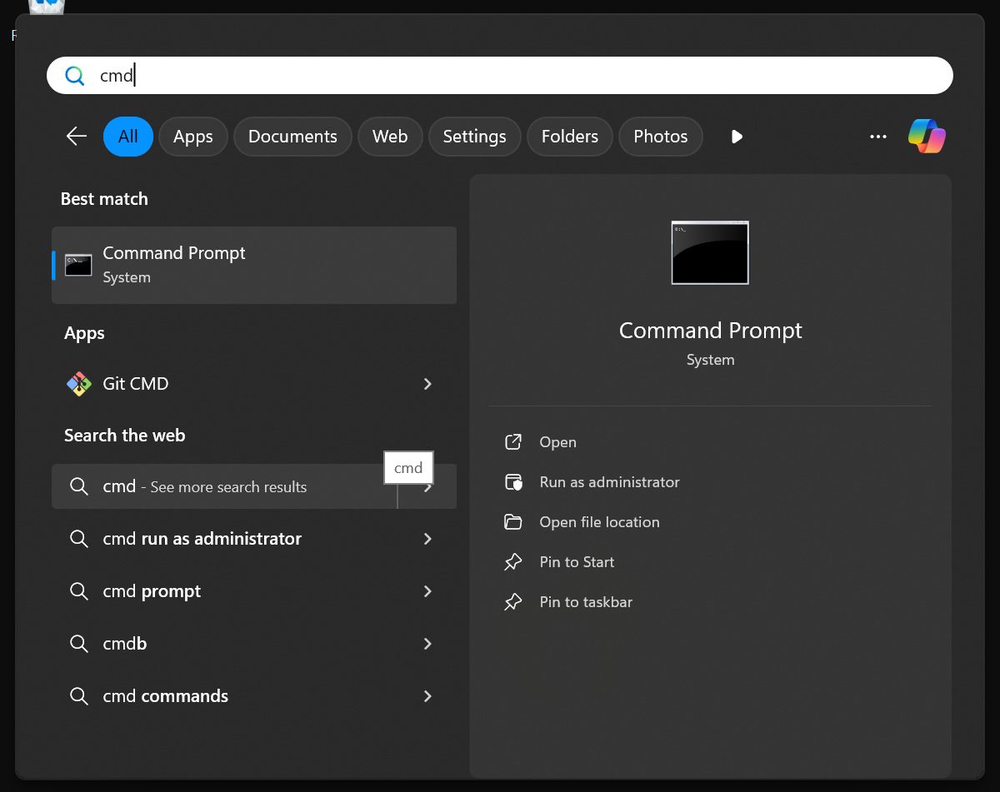 cmd
All
Apps
Documents
Web
Settings
Folders
Photos
Best match
Command Prompt
System
Apps
Git CMD
Search the web
cmd - See more search results
cmd
cmd run as administrator
cmd prompt
cmdb
cmd commands
Command Prompt
System
Open
Run as administrator
Open file location
Pin to Start
Pin to taskbar